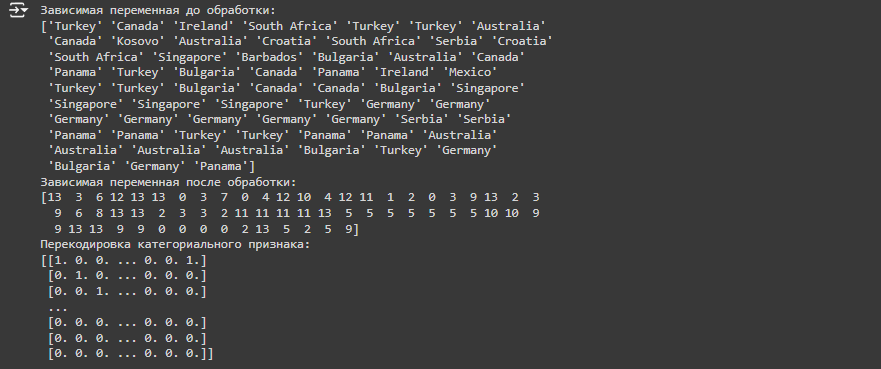 Зависимая переменная до обработки:
['Turkey' 'Canada' 'Ireland' 'South Africa' 'Turkey' 'Turkey' 'Australia'
'Canada' 'Kosovo' 'Australia' 'Croatia' 'South Africa' 'Serbia' 'Croatia'
'South Africa' 'Singapore' 'Barbados' 'Bulgaria' 'Australia' 'Canada'
'Panama' 'Turkey' 'Bulgaria' 'Canada' 'Panama' 'Ireland' 'Mexico'
'Turkey' 'Turkey' 'Bulgaria' 'Canada' 'Canada' 'Bulgaria' 'Singapore'
'Singapore' 'Singapore' 'Singapore' 'Turkey' 'Germany' 'Germany'
'Germany' 'Germany' 'Germany' 'Germany' 'Germany' 'Serbia' 'Serbia'
'Panama' 'Panama' 'Turkey' 'Turkey' 'Panama' 'Panama' 'Australia'
'Australia' 'Australia' 'Australia' 'Bulgaria' 'Turkey' 'Germany'
'Bulgaria' 'Germany' 'Panama']
Зависимая переменная после обработки:
[13 3 6 12 13 13 0 3 7 0 4 12 10 4 12 11 1 2 0 3 9 13 2 3
9 6 8 13 13 2 3 3 2 11 11 11 11 13 5 5 5 5 5 5 5 10 10 9
9 13 13 9 9 0 0 0 0 2 13 5 2 5 9]
Перекодировка категориального признака:
[[1. 0. 0. ... 0. 0. 1.]
[0. 1. 0. ... 0. 0. 0.]
[0. 0. 1. ... 0. 0. 0.]
...
[0. 0. 0. ... 0. 0. 0.]
[0. 0. 0. ... 0. 0. 0.]
[0. 0. 0. ... 0. 0. 0.]]